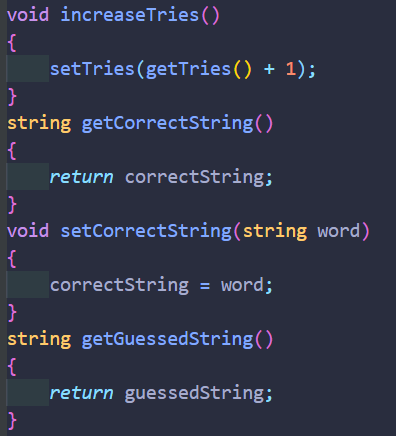 void increaseTries()
{
    setTries(getTries() + 1);
}
string getCorrectString()
{
    return correctString;
}
void setCorrectString(string word)
{
    correctString = word;
}
string getGuessedString()
{
    return guessedString;
}